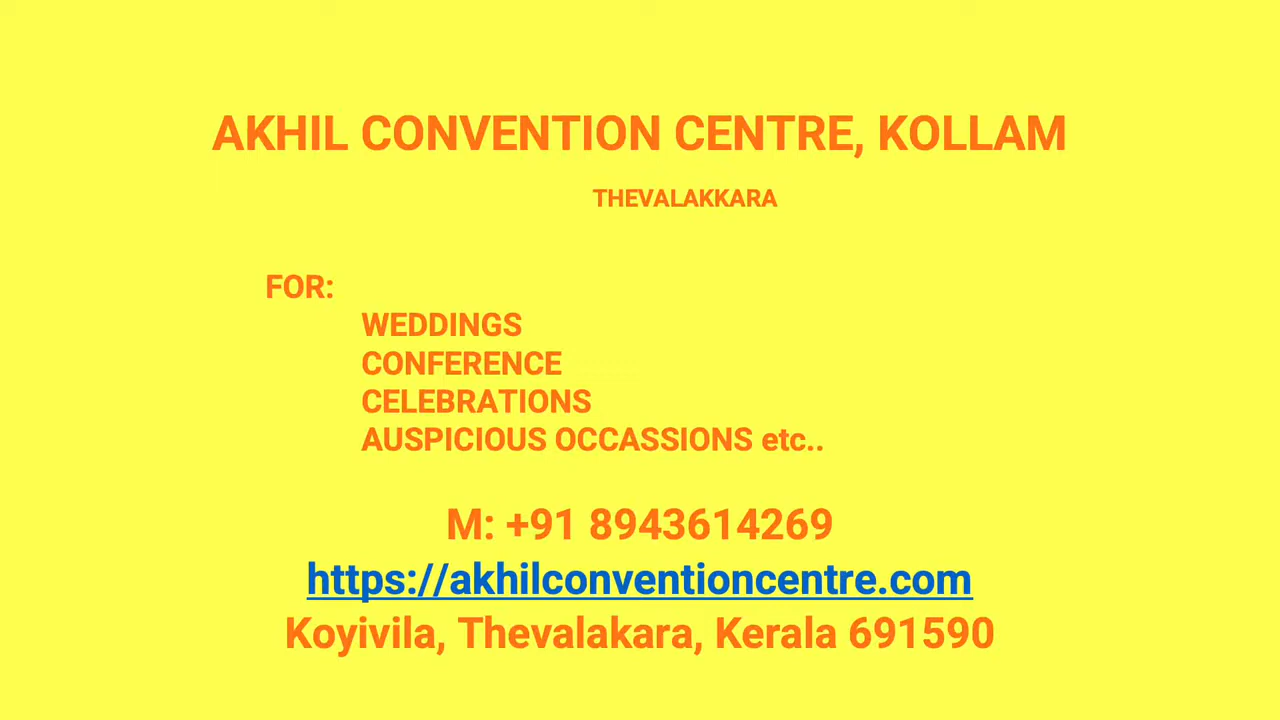 AKHIL CONVENTION CENTRE, KOLLAM
THEVALAKKARA
FOR:
WEDDINGS
CONFERENCE
CELEBRATIONS
AUSPICIOUS OCCASSIONS etc..
M: +91 8943614269
https://akhilconventioncentre.com
Koyivila, Thevalakara, Kerala 691590